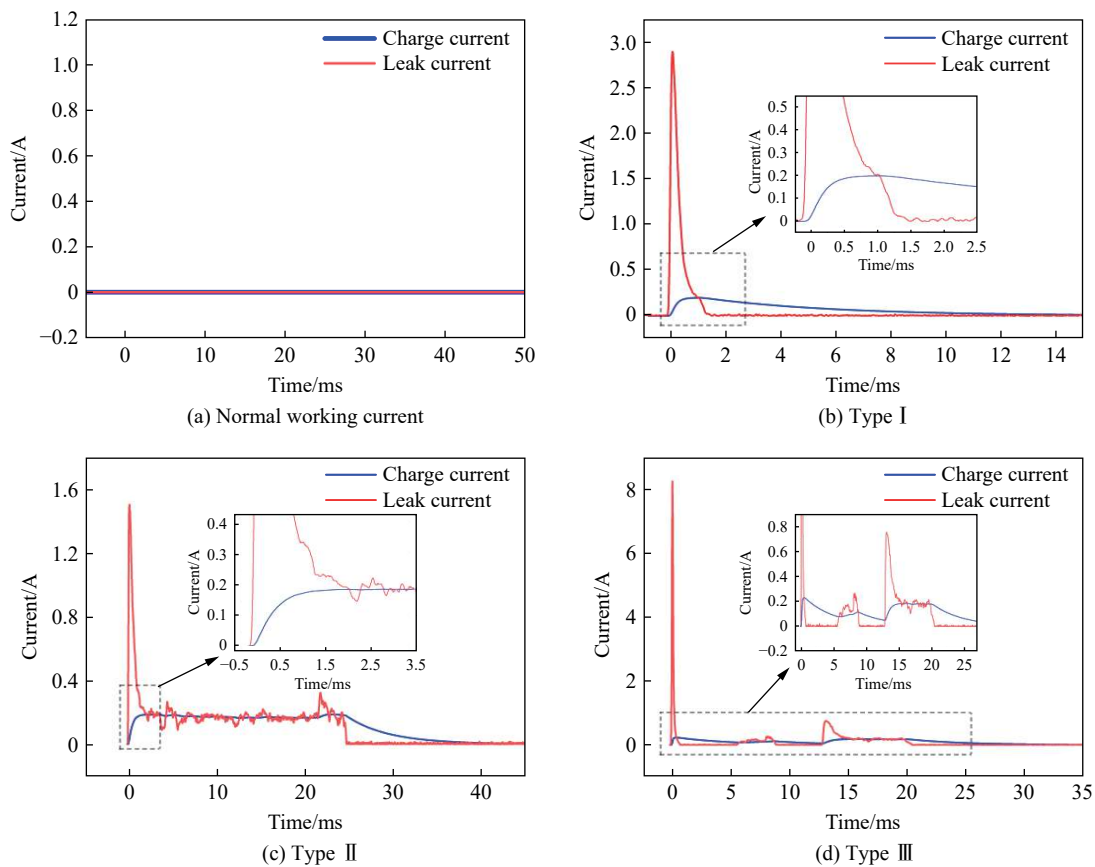 1.2
1.0
0.8
0.6
0.4
0.2
0
−0.2
Current/A
Charge current
Leak current
0 10 20 30 40 50
Time/ms
(a) Normal working current
3.0
2.5
2.0
1.5
1.0
0.5
0
Current/A
Charge current
Leak current
0.5
0.4
0.3
0.2
0.1
0
Current/A
0 0.5 1.0 1.5 2.0 2.5
Time/ms
0 2 4 6 8 10 12 14
Time/ms
(b) Type Ⅰ
1.6
1.2
0.8
0.4
0
Current/A
Charge current
Leak current
0.4
0.3
0.2
0.1
0
Current/A
−0.5 0.5 1.5 2.5 3.5
Time/ms
0 10 20 30 40
Time/ms
(c) Type Ⅱ
8
6
4
2
0
Current/A
Charge current
Leak current
0.8
0.6
0.4
0.2
0
−0.2
Current/A
0 5 10 15 20 25
Time/ms
0 5 10 15 20 25 30 35
Time/ms
(d) Type Ⅲ